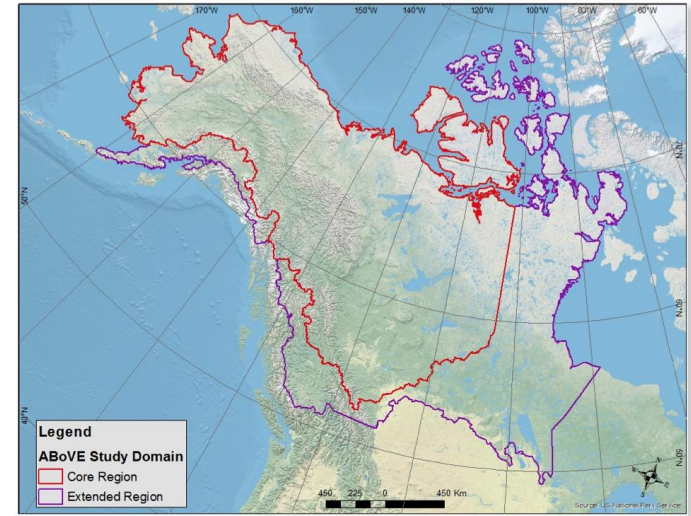 170°W
160°W
150°W
140°W
130°W
120°W
110°W
100°W
90°W
80°W
60°W
70°N
50°N
60°N
40°N
50°N
Legend
ABoVE Study Domain
Core Region
Extended Region
450 225 0 450 Km
N
W
E
S
Source: US National Park Service